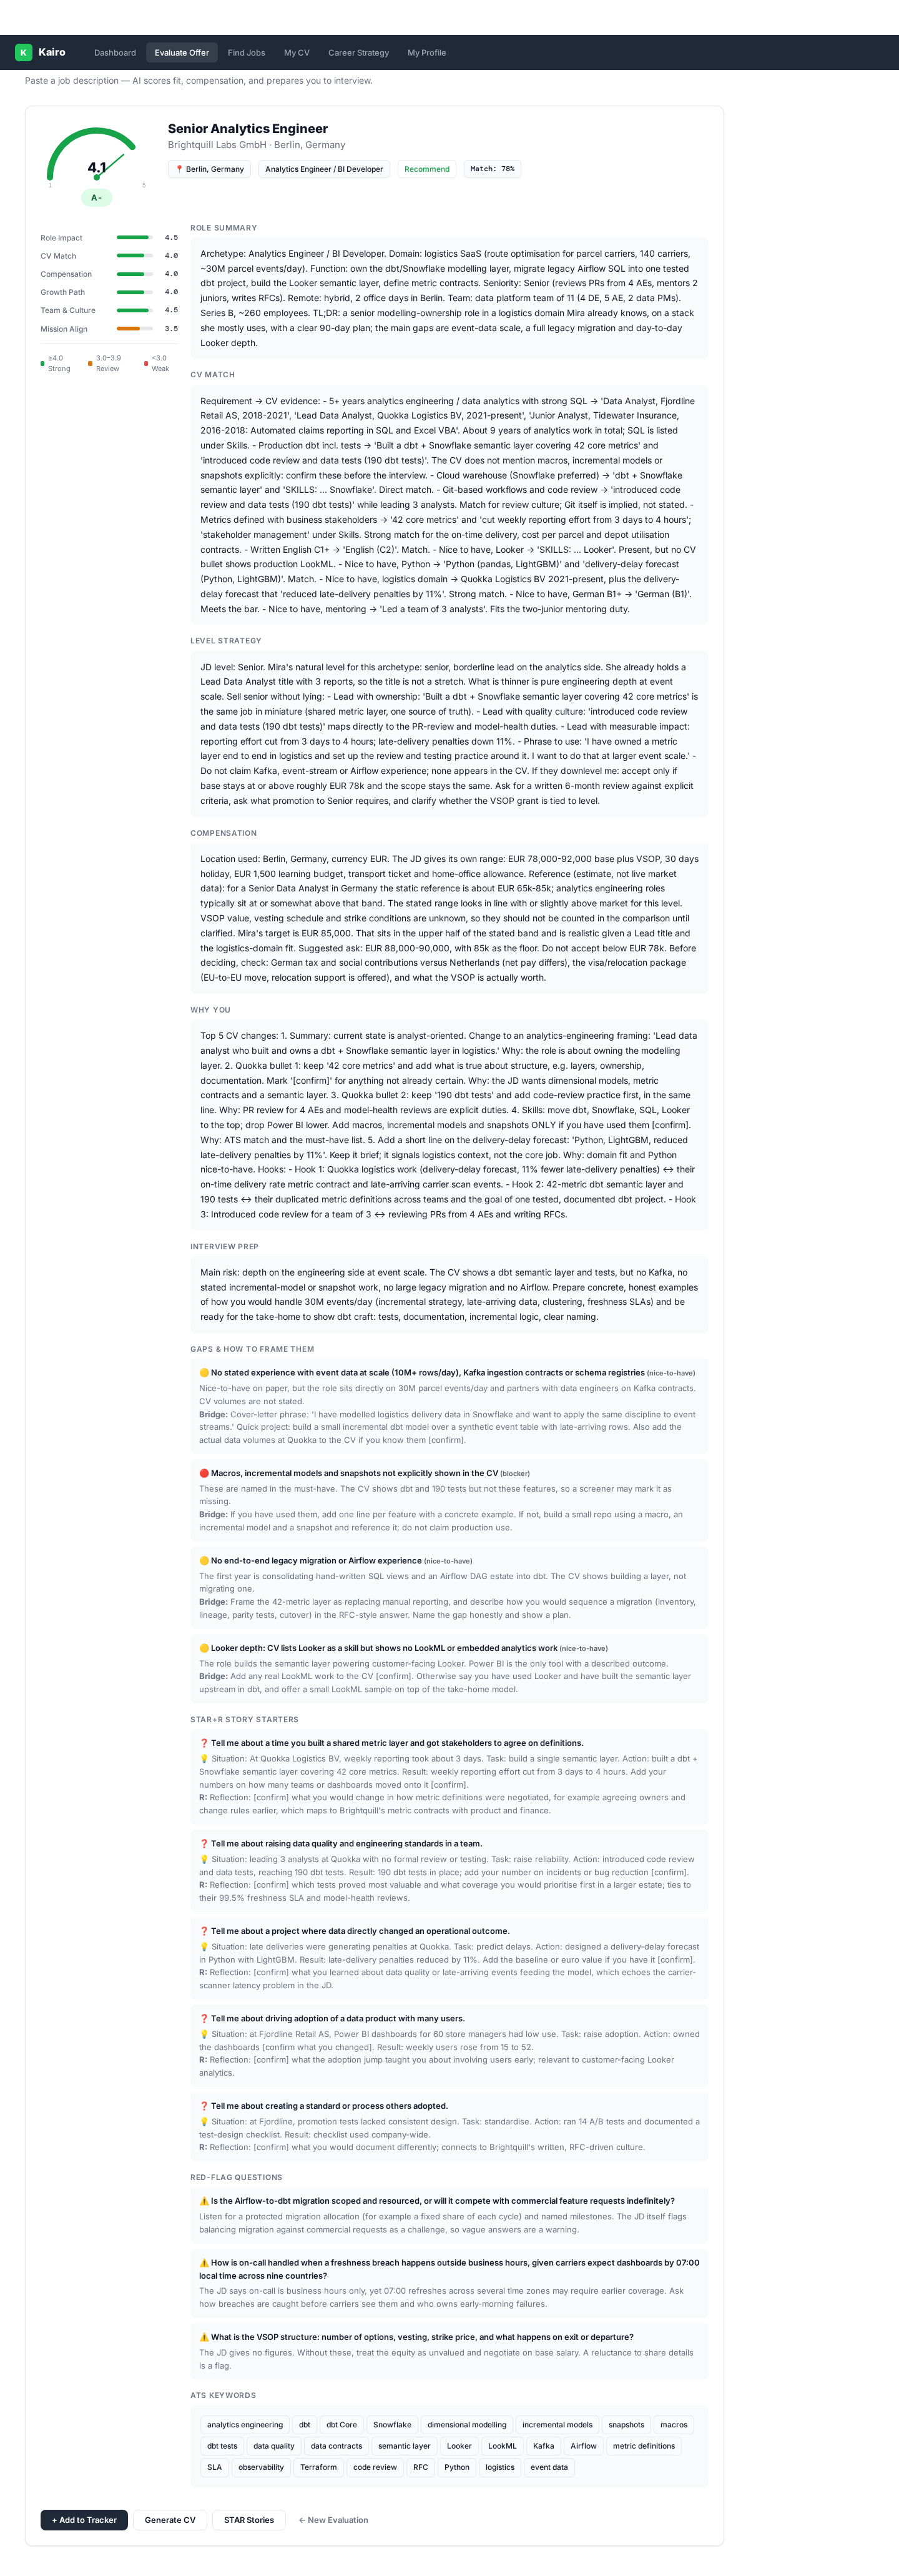 K Kairo Dashboard Evaluate Offer Find Jobs My CV Career Strategy My Profile
Paste a job description — AI scores fit, compensation, and prepares you to interview.
4.1
1 5
A-
Senior Analytics Engineer
Brightquill Labs GmbH · Berlin, Germany
📍 Berlin, Germany Analytics Engineer / BI Developer Recommend Match: 78%
Role Impact 4.5
CV Match 4.0
Compensation 4.0
Growth Path 4.0
Team & Culture 4.5
Mission Align 3.5
≥4.0 Strong
3.0–3.9 Review
<3.0 Weak
ROLE SUMMARY
Archetype: Analytics Engineer / BI Developer. Domain: logistics SaaS (route optimisation for parcel carriers, 140 carriers,
~30M parcel events/day). Function: own the dbt/Snowflake modelling layer, migrate legacy Airflow SQL into one tested
dbt project, build the Looker semantic layer, define metric contracts. Seniority: Senior (reviews PRs from 4 AEs, mentors 2
juniors, writes RFCs). Remote: hybrid, 2 office days in Berlin. Team: data platform team of 11 (4 DE, 5 AE, 2 data PMs).
Series B, ~260 employees. TL;DR: a senior modelling-ownership role in a logistics domain Mira already knows, on a stack
she mostly uses, with a clear 90-day plan; the main gaps are event-data scale, a full legacy migration and day-to-day
Looker depth.
CV MATCH
Requirement → CV evidence: - 5+ years analytics engineering / data analytics with strong SQL → 'Data Analyst, Fjordline
Retail AS, 2018-2021', 'Lead Data Analyst, Quokka Logistics BV, 2021-present', 'Junior Analyst, Tidewater Insurance,
2016-2018: Automated claims reporting in SQL and Excel VBA'. About 9 years of analytics work in total; SQL is listed
under Skills. - Production dbt incl. tests → 'Built a dbt + Snowflake semantic layer covering 42 core metrics' and
'introduced code review and data tests (190 dbt tests)'. The CV does not mention macros, incremental models or
snapshots explicitly: confirm these before the interview. - Cloud warehouse (Snowflake preferred) → 'dbt + Snowflake
semantic layer' and 'SKILLS: ... Snowflake'. Direct match. - Git-based workflows and code review → 'introduced code
review and data tests (190 dbt tests)' while leading 3 analysts. Match for review culture; Git itself is implied, not stated. -
Metrics defined with business stakeholders → '42 core metrics' and 'cut weekly reporting effort from 3 days to 4 hours';
'stakeholder management' under Skills. Strong match for the on-time delivery, cost per parcel and depot utilisation
contracts. - Written English C1+ → 'English (C2)'. Match. - Nice to have, Looker → 'SKILLS: ... Looker'. Present, but no CV
bullet shows production LookML. - Nice to have, Python → 'Python (pandas, LightGBM)' and 'delivery-delay forecast
(Python, LightGBM)'. Match. - Nice to have, logistics domain → Quokka Logistics BV 2021-present, plus the delivery-
delay forecast that 'reduced late-delivery penalties by 11%'. Strong match. - Nice to have, German B1+ → 'German (B1)'.
Meets the bar. - Nice to have, mentoring → 'Led a team of 3 analysts'. Fits the two-junior mentoring duty.
LEVEL STRATEGY
JD level: Senior. Mira's natural level for this archetype: senior, borderline lead on the analytics side. She already holds a
Lead Data Analyst title with 3 reports, so the title is not a stretch. What is thinner is pure engineering depth at event
scale. Sell senior without lying: - Lead with ownership: 'Built a dbt + Snowflake semantic layer covering 42 core metrics' is
the same job in miniature (shared metric layer, one source of truth). - Lead with quality culture: 'introduced code review
and data tests (190 dbt tests)' maps directly to the PR-review and model-health duties. - Lead with measurable impact:
reporting effort cut from 3 days to 4 hours; late-delivery penalties down 11%. - Phrase to use: 'I have owned a metric
layer end to end in logistics and set up the review and testing practice around it. I want to do that at larger event scale.' -
Do not claim Kafka, event-stream or Airflow experience; none appears in the CV. If they downlevel me: accept only if
base stays at or above roughly EUR 78k and the scope stays the same. Ask for a written 6-month review against explicit
criteria, ask what promotion to Senior requires, and clarify whether the VSOP grant is tied to level.
COMPENSATION
Location used: Berlin, Germany, currency EUR. The JD gives its own range: EUR 78,000-92,000 base plus VSOP, 30 days
holiday, EUR 1,500 learning budget, transport ticket and home-office allowance. Reference (estimate, not live market
data): for a Senior Data Analyst in Germany the static reference is about EUR 65k-85k; analytics engineering roles
typically sit at or somewhat above that band. The stated range looks in line with or slightly above market for this level.
VSOP value, vesting schedule and strike conditions are unknown, so they should not be counted in the comparison until
clarified. Mira's target is EUR 85,000. That sits in the upper half of the stated band and is realistic given a Lead title and
the logistics-domain fit. Suggested ask: EUR 88,000-90,000, with 85k as the floor. Do not accept below EUR 78k. Before
deciding, check: German tax and social contributions versus Netherlands (net pay differs), the visa/relocation package
(EU-to-EU move, relocation support is offered), and what the VSOP is actually worth.
WHY YOU
Top 5 CV changes: 1. Summary: current state is analyst-oriented. Change to an analytics-engineering framing: 'Lead data
analyst who built and owns a dbt + Snowflake semantic layer in logistics.' Why: the role is about owning the modelling
layer. 2. Quokka bullet 1: keep '42 core metrics' and add what is true about structure, e.g. layers, ownership,
documentation. Mark '[confirm]' for anything not already certain. Why: the JD wants dimensional models, metric
contracts and a semantic layer. 3. Quokka bullet 2: keep '190 dbt tests' and add code-review practice first, in the same
line. Why: PR review for 4 AEs and model-health reviews are explicit duties. 4. Skills: move dbt, Snowflake, SQL, Looker
to the top; drop Power BI lower. Add macros, incremental models and snapshots ONLY if you have used them [confirm].
Why: ATS match and the must-have list. 5. Add a short line on the delivery-delay forecast: 'Python, LightGBM, reduced
late-delivery penalties by 11%'. Keep it brief; it signals logistics context, not the core job. Why: domain fit and Python
nice-to-have. Hooks: - Hook 1: Quokka logistics work (delivery-delay forecast, 11% fewer late-delivery penalties) ↔ their
on-time delivery rate metric contract and late-arriving carrier scan events. - Hook 2: 42-metric dbt semantic layer and
190 tests ↔ their duplicated metric definitions across teams and the goal of one tested, documented dbt project. - Hook
3: Introduced code review for a team of 3 ↔ reviewing PRs from 4 AEs and writing RFCs.
INTERVIEW PREP
Main risk: depth on the engineering side at event scale. The CV shows a dbt semantic layer and tests, but no Kafka, no
stated incremental-model or snapshot work, no large legacy migration and no Airflow. Prepare concrete, honest examples
of how you would handle 30M events/day (incremental strategy, late-arriving data, clustering, freshness SLAs) and be
ready for the take-home to show dbt craft: tests, documentation, incremental logic, clear naming.
GAPS & HOW TO FRAME THEM
🟡 No stated experience with event data at scale (10M+ rows/day), Kafka ingestion contracts or schema registries (nice-to-have)
Nice-to-have on paper, but the role sits directly on 30M parcel events/day and partners with data engineers on Kafka contracts.
CV volumes are not stated.
Bridge: Cover-letter phrase: 'I have modelled logistics delivery data in Snowflake and want to apply the same discipline to event
streams.' Quick project: build a small incremental dbt model over a synthetic event table with late-arriving rows. Also add the
actual data volumes at Quokka to the CV if you know them [confirm].
🔴 Macros, incremental models and snapshots not explicitly shown in the CV (blocker)
These are named in the must-have. The CV shows dbt and 190 tests but not these features, so a screener may mark it as
missing.
Bridge: If you have used them, add one line per feature with a concrete example. If not, build a small repo using a macro, an
incremental model and a snapshot and reference it; do not claim production use.
🟡 No end-to-end legacy migration or Airflow experience (nice-to-have)
The first year is consolidating hand-written SQL views and an Airflow DAG estate into dbt. The CV shows building a layer, not
migrating one.
Bridge: Frame the 42-metric layer as replacing manual reporting, and describe how you would sequence a migration (inventory,
lineage, parity tests, cutover) in the RFC-style answer. Name the gap honestly and show a plan.
🟡 Looker depth: CV lists Looker as a skill but shows no LookML or embedded analytics work (nice-to-have)
The role builds the semantic layer powering customer-facing Looker. Power BI is the only tool with a described outcome.
Bridge: Add any real LookML work to the CV [confirm]. Otherwise say you have used Looker and have built the semantic layer
upstream in dbt, and offer a small LookML sample on top of the take-home model.
STAR+R STORY STARTERS
❓ Tell me about a time you built a shared metric layer and got stakeholders to agree on definitions.
💡 Situation: At Quokka Logistics BV, weekly reporting took about 3 days. Task: build a single semantic layer. Action: built a dbt +
Snowflake semantic layer covering 42 core metrics. Result: weekly reporting effort cut from 3 days to 4 hours. Add your
numbers on how many teams or dashboards moved onto it [confirm].
R: Reflection: [confirm] what you would change in how metric definitions were negotiated, for example agreeing owners and
change rules earlier, which maps to Brightquill's metric contracts with product and finance.
❓ Tell me about raising data quality and engineering standards in a team.
💡 Situation: leading 3 analysts at Quokka with no formal review or testing. Task: raise reliability. Action: introduced code review
and data tests, reaching 190 dbt tests. Result: 190 dbt tests in place; add your number on incidents or bug reduction [confirm].
R: Reflection: [confirm] which tests proved most valuable and what coverage you would prioritise first in a larger estate; ties to
their 99.5% freshness SLA and model-health reviews.
❓ Tell me about a project where data directly changed an operational outcome.
💡 Situation: late deliveries were generating penalties at Quokka. Task: predict delays. Action: designed a delivery-delay forecast
in Python with LightGBM. Result: late-delivery penalties reduced by 11%. Add the baseline or euro value if you have it [confirm].
R: Reflection: [confirm] what you learned about data quality or late-arriving events feeding the model, which echoes the carrier-
scanner latency problem in the JD.
❓ Tell me about driving adoption of a data product with many users.
💡 Situation: at Fjordline Retail AS, Power BI dashboards for 60 store managers had low use. Task: raise adoption. Action: owned
the dashboards [confirm what you changed]. Result: weekly users rose from 15 to 52.
R: Reflection: [confirm] what the adoption jump taught you about involving users early; relevant to customer-facing Looker
analytics.
❓ Tell me about creating a standard or process others adopted.
💡 Situation: at Fjordline, promotion tests lacked consistent design. Task: standardise. Action: ran 14 A/B tests and documented a
test-design checklist. Result: checklist used company-wide.
R: Reflection: [confirm] what you would document differently; connects to Brightquill's written, RFC-driven culture.
RED-FLAG QUESTIONS
⚠️ Is the Airflow-to-dbt migration scoped and resourced, or will it compete with commercial feature requests indefinitely?
Listen for a protected migration allocation (for example a fixed share of each cycle) and named milestones. The JD itself flags
balancing migration against commercial requests as a challenge, so vague answers are a warning.
⚠️ How is on-call handled when a freshness breach happens outside business hours, given carriers expect dashboards by 07:00
local time across nine countries?
The JD says on-call is business hours only, yet 07:00 refreshes across several time zones may require earlier coverage. Ask
how breaches are caught before carriers see them and who owns early-morning failures.
⚠️ What is the VSOP structure: number of options, vesting, strike price, and what happens on exit or departure?
The JD gives no figures. Without these, treat the equity as unvalued and negotiate on base salary. A reluctance to share details
is a flag.
ATS KEYWORDS
analytics engineering dbt dbt Core Snowflake dimensional modelling incremental models snapshots macros
dbt tests data quality data contracts semantic layer Looker LookML Kafka Airflow metric definitions
SLA observability Terraform code review RFC Python logistics event data
+ Add to Tracker Generate CV STAR Stories ← New Evaluation